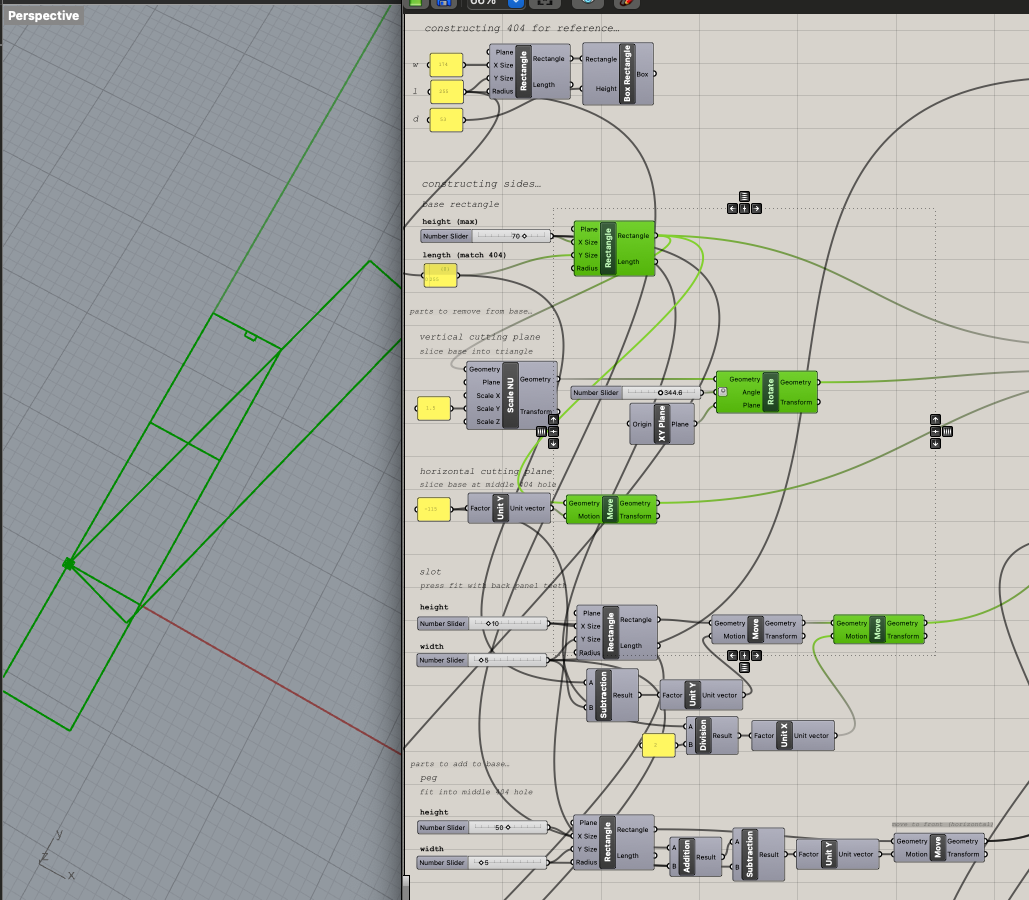 Perspective
constructing 404 for reference…
w
l
d
Plane
X Size
Y Size
Radius
Rectangle
Rectangle
Length
Rectangle
Height
Box Rectangle
Box
constructing sides…
base rectangle
height (max)
Number Slider
70
length (match 404)
Plane
X Size
Y Size
Radius
Rectangle
Rectangle
Length
parts to remove from base…
vertical cutting plane
slice base into triangle
Geometry
Plane
Scale X
Scale Y
Scale Z
Scale NU
Geometry
Transform
1.5
Number Slider
344.6
Origin
XY Plane
Plane
Geometry
Angle
Plane
Rotate
Geometry
Transform
horizontal cutting plane
slice base at middle 404 hole
Factor
Unit Y
Unit vector
Geometry
Motion
Move
Geometry
Transform
slot
press fit with back panel teeth
height
Number Slider
10
width
Number Slider
5
Plane
X Size
Y Size
Radius
Rectangle
Rectangle
Length
Geometry
Motion
Move
Geometry
Transform
Geometry
Motion
Move
Geometry
Transform
A
B
Subtraction
Result
Factor
Unit Y
Unit vector
2
A
B
Division
Result
Factor
Unit X
Unit vector
parts to add to base…
peg
fit into middle 404 hole
height
Number Slider
50
width
Number Slider
5
Plane
X Size
Y Size
Radius
Rectangle
Rectangle
Length
A
B
Addition
Result
A
B
Subtraction
Result
Factor
Unit Y
Unit vector
move to front (horizontal)
Geometry
Motion
Move
Geometry
Transform
y
z
x